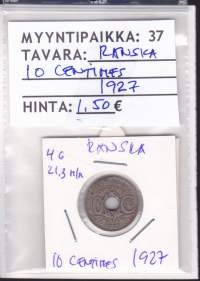 MYYNTIPAIKKA: 37
TAVARA: RANSKA
10 CENTIMES
1927
HINTA: 1,50 €
RANSKA
4 G
21,3 M/M
10 CENTIMES 1927